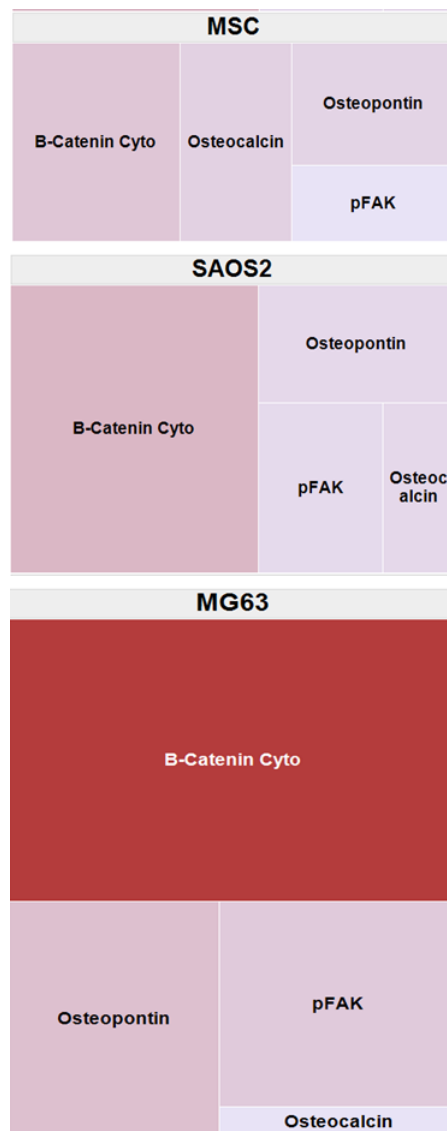 MSC
B-Catenin Cyto
Osteocalcin
Osteopontin
pFAK
SAOS2
B-Catenin Cyto
Osteopontin
pFAK
Osteoc
alcin
MG63
B-Catenin Cyto
Osteopontin
pFAK
Osteocalcin